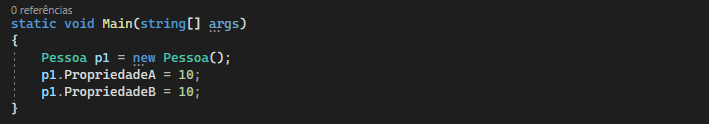 0 referências
static void Main(string[] args)
{
Pessoa p1 = new Pessoa();
p1.PropriedadeA = 10;
p1.PropriedadeB = 10;
}